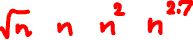 √n n n² n^2.7